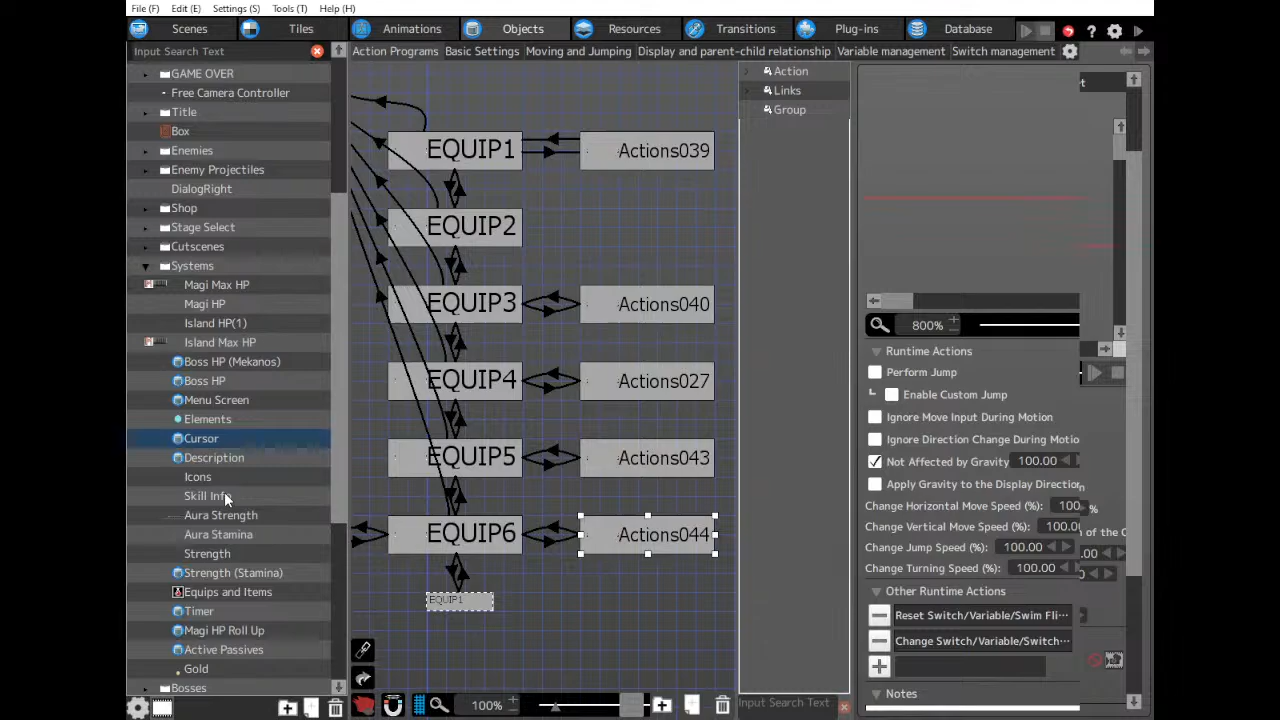 File (F) Edit (E) Settings (S) Tools (T) Help (H)
Scenes Tiles Animations Objects Resources Transitions Plug-ins Database
Input Search Text
Action Programs Basic Settings Moving and Jumping Display and parent-child relationship Variable management Switch management
GAME OVER
Free Camera Controller
Title
Box
Enemies
Enemy Projectiles
DialogRight
Shop
Stage Select
Cutscenes
Systems
Magi Max HP
Magi HP
Island HP(1)
Island Max HP
Boss HP (Mekanos)
Boss HP
Menu Screen
Elements
Cursor
Description
Icons
Skill Info
Aura Strength
Aura Stamina
Strength
Strength (Stamina)
Equips and Items
Timer
Magi HP Roll Up
Active Passives
Gold
Bosses
EQUIP1 Actions039
EQUIP2
EQUIP3 Actions040
EQUIP4 Actions027
EQUIP5 Actions043
EQUIP6 Actions044
EQUIP1
100%
Action
Links
Group
Input Search Text
t
800%
Runtime Actions
Perform Jump
Enable Custom Jump
Ignore Move Input During Motion
Ignore Direction Change During Motio
Not Affected by Gravity 100.00
Apply Gravity to the Display Direction
Change Horizontal Move Speed (%): 100 %
Change Vertical Move Speed (%): 100.0 of the C
Change Jump Speed (%): 100.00 .00
Change Turning Speed (%): 100.00 0
Other Runtime Actions
Reset Switch/Variable/Swim Fli...
Change Switch/Variable/Switch...
Notes